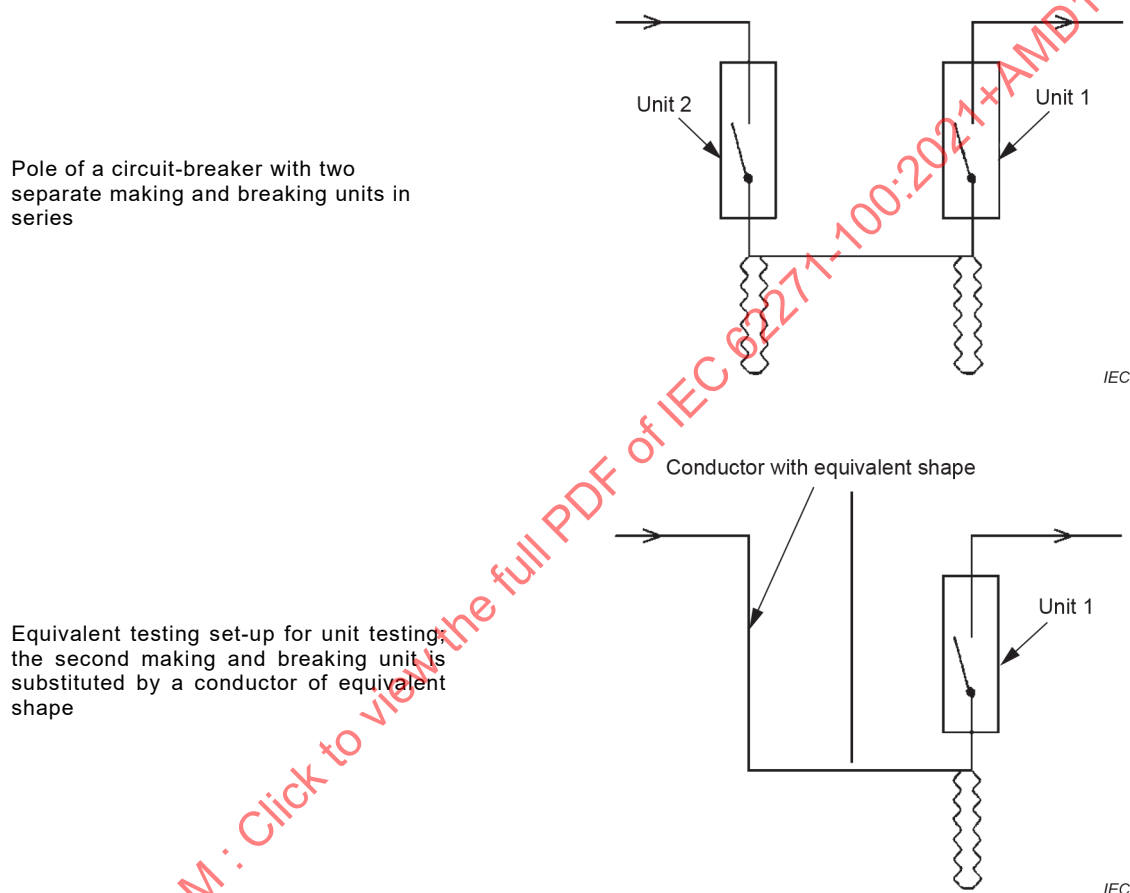 Unit 2
Unit 1
Pole of a circuit-breaker with two
separate making and breaking units in
series
IEC
Conductor with equivalent shape
Unit 1
Equivalent testing set-up for unit testing;
the second making and breaking unit is
substituted by a conductor of equivalent
shape
IEC
M : Click to view the full PDF of IEC 62271-100:2021+AMD1